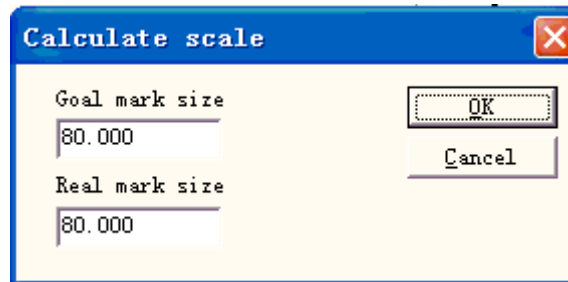 Calculate scale
Goal mark size
80.000
OK
Cancel
Real mark size
80.000